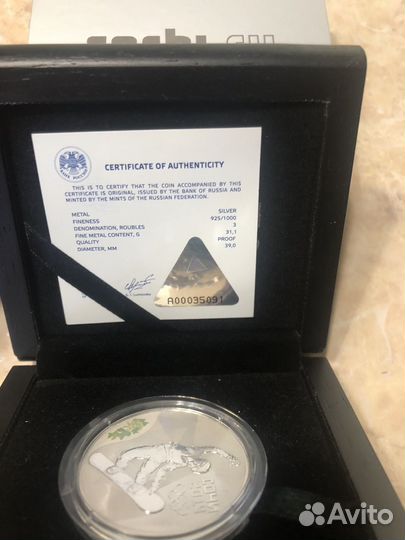 sochi.ru
CERTIFICATE OF AUTHENTICITY
THIS IS TO CERTIFY THAT THE COIN ACCOMPANIED BY THIS
CERTIFICATE IS ORIGINAL, ISSUED BY THE BANK OF RUSSIA AND
MINTED BY THE MINTS OF THE RUSSIAN FEDERATION.
METAL SILVER
FINENESS 925/1000
DENOMINATION, ROUBLES 3
FINE METAL CONTENT, G 31,1
QUALITY PROOF
DIAMETER, MM 39,0
A00035091
Avito